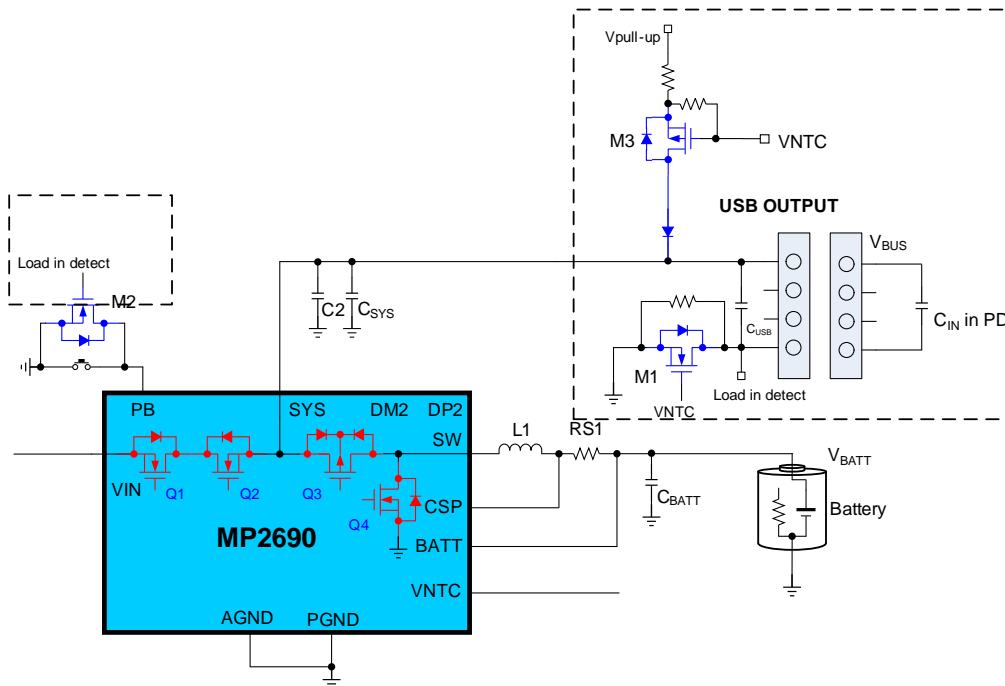 Vpull-up
M3
VNTC
USB OUTPUT
VBUS
Load in detect
M2
C2
CSYS
CUSB
CIN in PD
M1
VNTC
Load in detect
PB
SYS
DM2
DP2
SW
L1
RS1
VBATT
VIN
Q1
Q2
Q3
Q4
CSP
CBATT
Battery
MP2690
BATT
VNTC
AGND
PGND